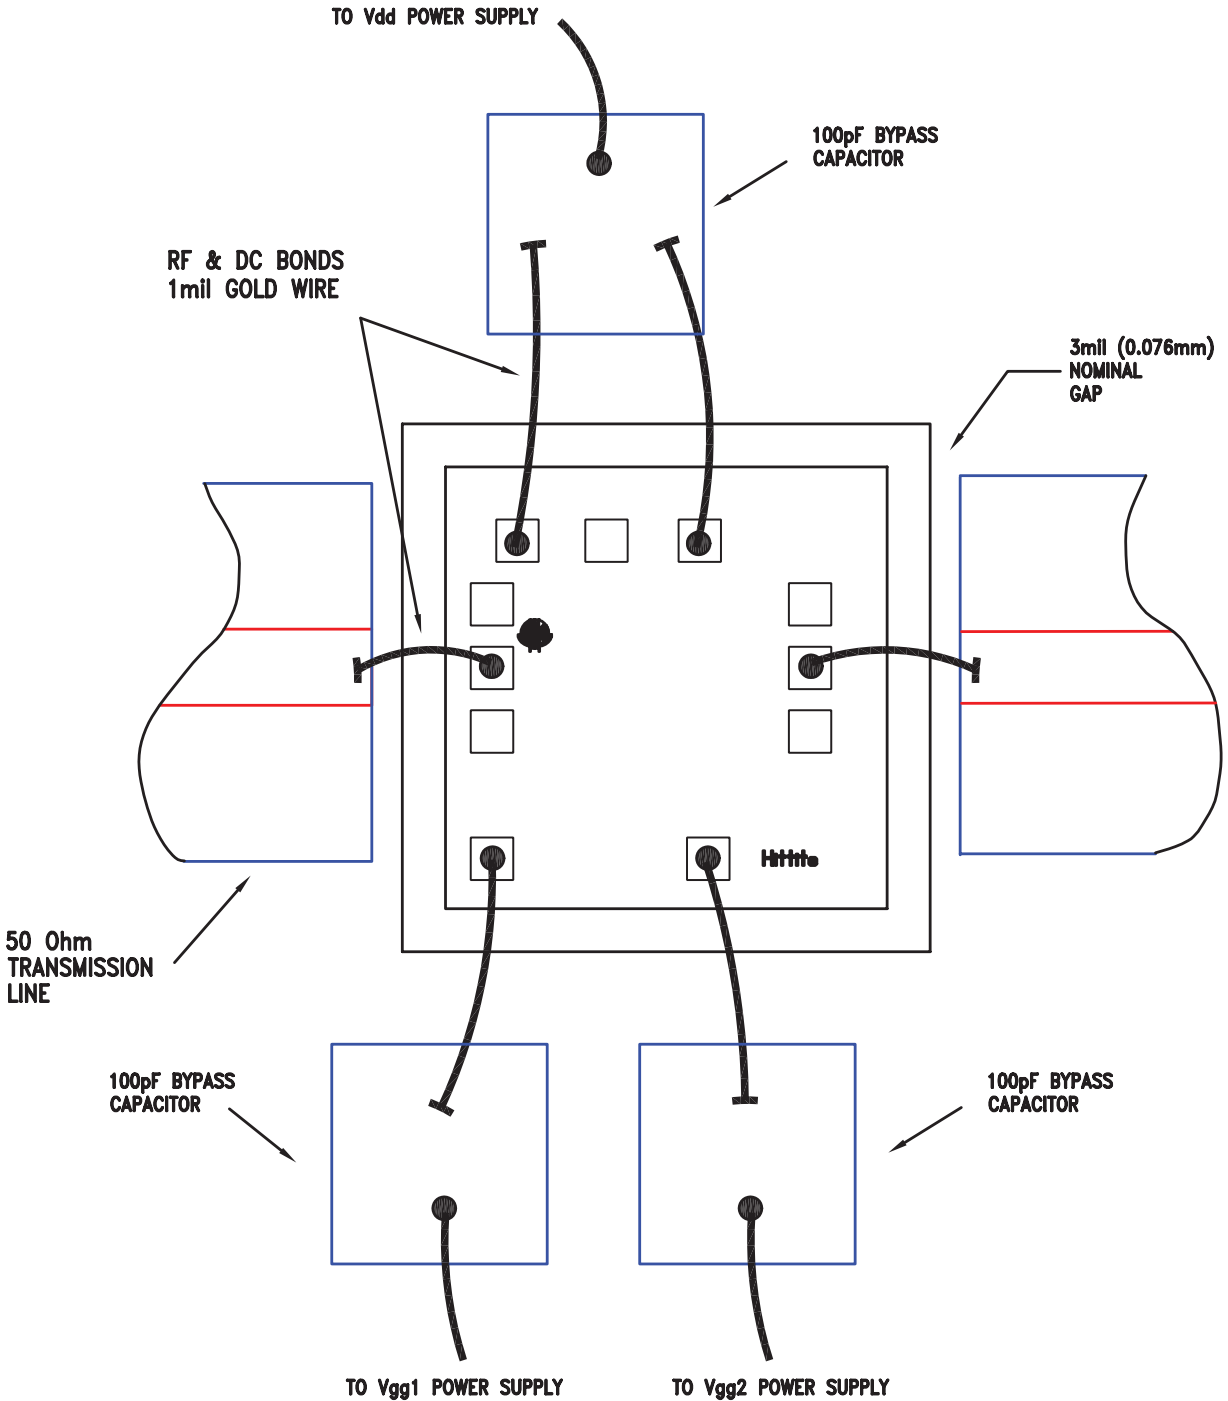 TO Vdd POWER SUPPLY
100pF BYPASS
CAPACITOR
RF & DC BONDS
1mil GOLD WIRE
3mil (0.076mm)
NOMINAL
GAP
Hittite
50 Ohm
TRANSMISSION
LINE
100pF BYPASS
CAPACITOR
100pF BYPASS
CAPACITOR
TO Vgg1 POWER SUPPLY
TO Vgg2 POWER SUPPLY